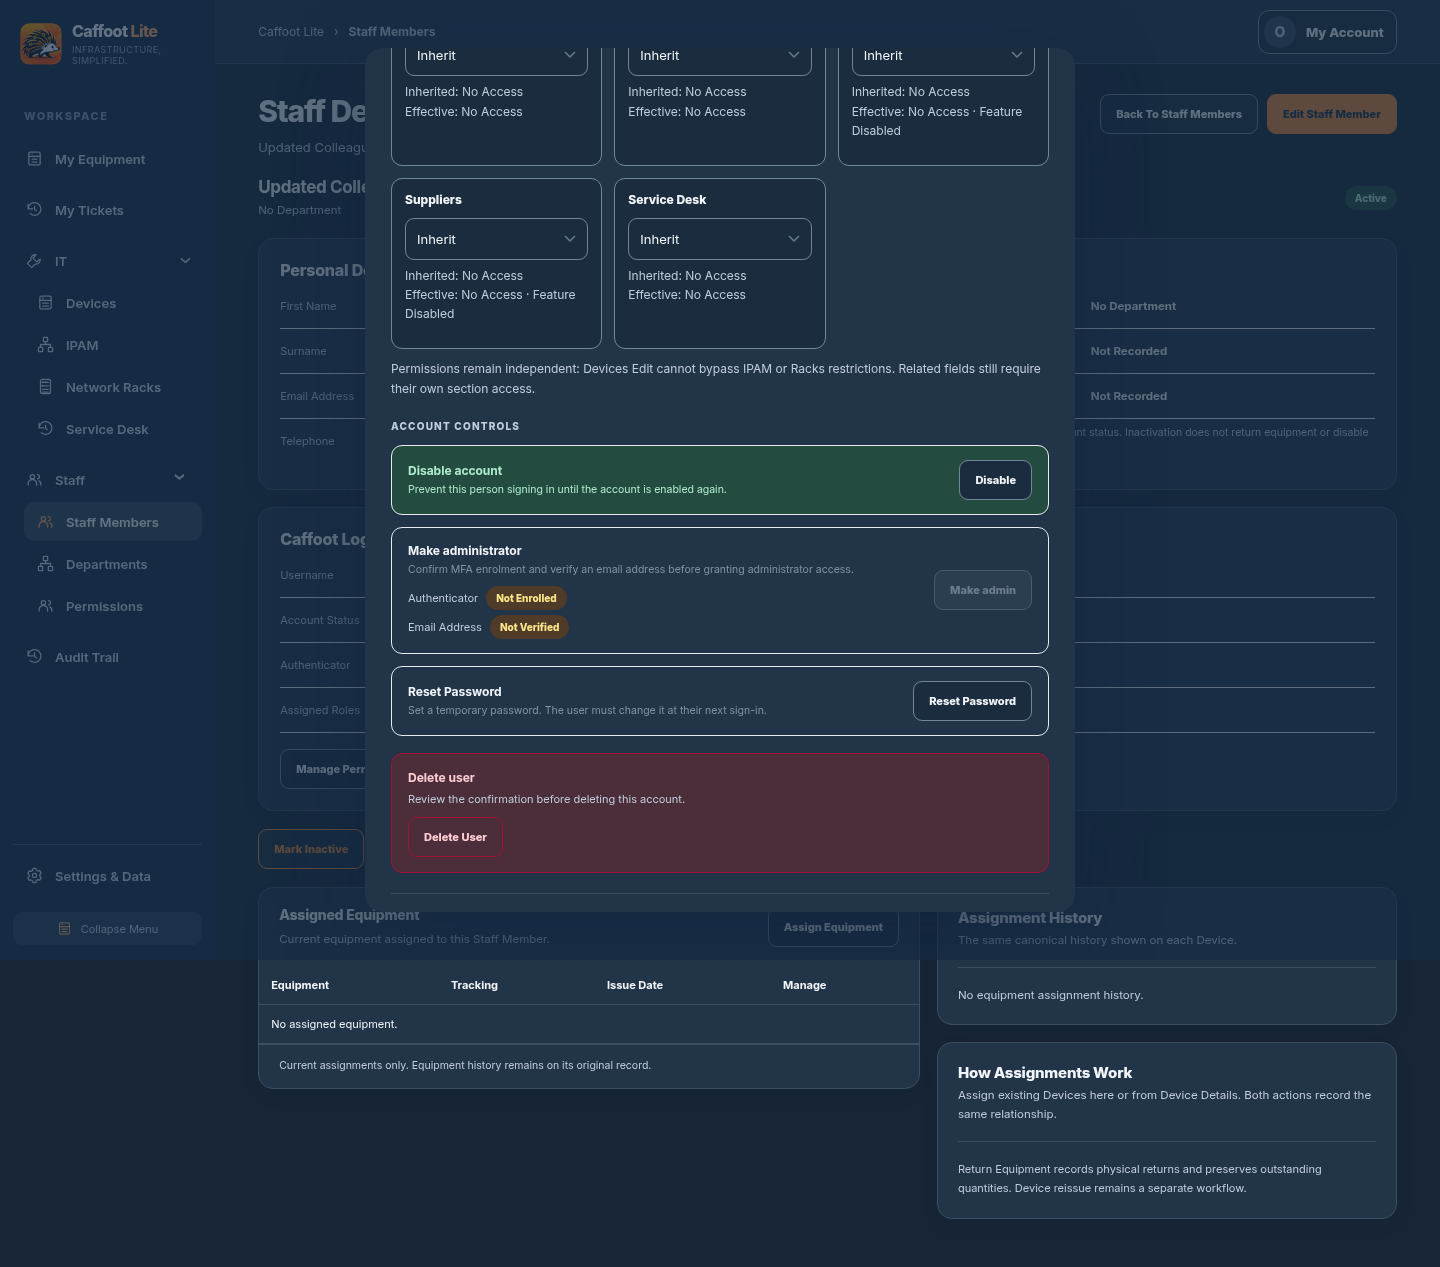 Caffoot Lite
INFRASTRUCTURE,
SIMPLIFIED.
Caffoot Lite › Staff Members
O My Account
WORKSPACE
My Equipment
My Tickets
IT
Devices
IPAM
Network Racks
Service Desk
Staff
Staff Members
Departments
Permissions
Audit Trail
Settings & Data
Collapse Menu
Staff De
Updated Colleagu
Back To Staff Members
Edit Staff Member
Updated Colle
No Department
Active
Personal De
First Name
No Department
Surname
Not Recorded
Email Address
Not Recorded
Telephone
nt status. Inactivation does not return equipment or disable
Caffoot Log
Username
Account Status
Authenticator
Assigned Roles
Manage Perr
Mark Inactive
Inherit
Inherited: No Access
Effective: No Access
Inherit
Inherited: No Access
Effective: No Access
Inherit
Inherited: No Access
Effective: No Access · Feature
Disabled
Suppliers
Inherit
Inherited: No Access
Effective: No Access · Feature
Disabled
Service Desk
Inherit
Inherited: No Access
Effective: No Access
Permissions remain independent: Devices Edit cannot bypass IPAM or Racks restrictions. Related fields still require
their own section access.
ACCOUNT CONTROLS
Disable account
Prevent this person signing in until the account is enabled again.
Disable
Make administrator
Confirm MFA enrolment and verify an email address before granting administrator access.
Authenticator Not Enrolled
Email Address Not Verified
Make admin
Reset Password
Set a temporary password. The user must change it at their next sign-in.
Reset Password
Delete user
Review the confirmation before deleting this account.
Delete User
Assigned Equipment
Current equipment assigned to this Staff Member.
Assign Equipment
Equipment Tracking Issue Date Manage
No assigned equipment.
Current assignments only. Equipment history remains on its original record.
Assignment History
The same canonical history shown on each Device.
No equipment assignment history.
How Assignments Work
Assign existing Devices here or from Device Details. Both actions record the
same relationship.
Return Equipment records physical returns and preserves outstanding
quantities. Device reissue remains a separate workflow.